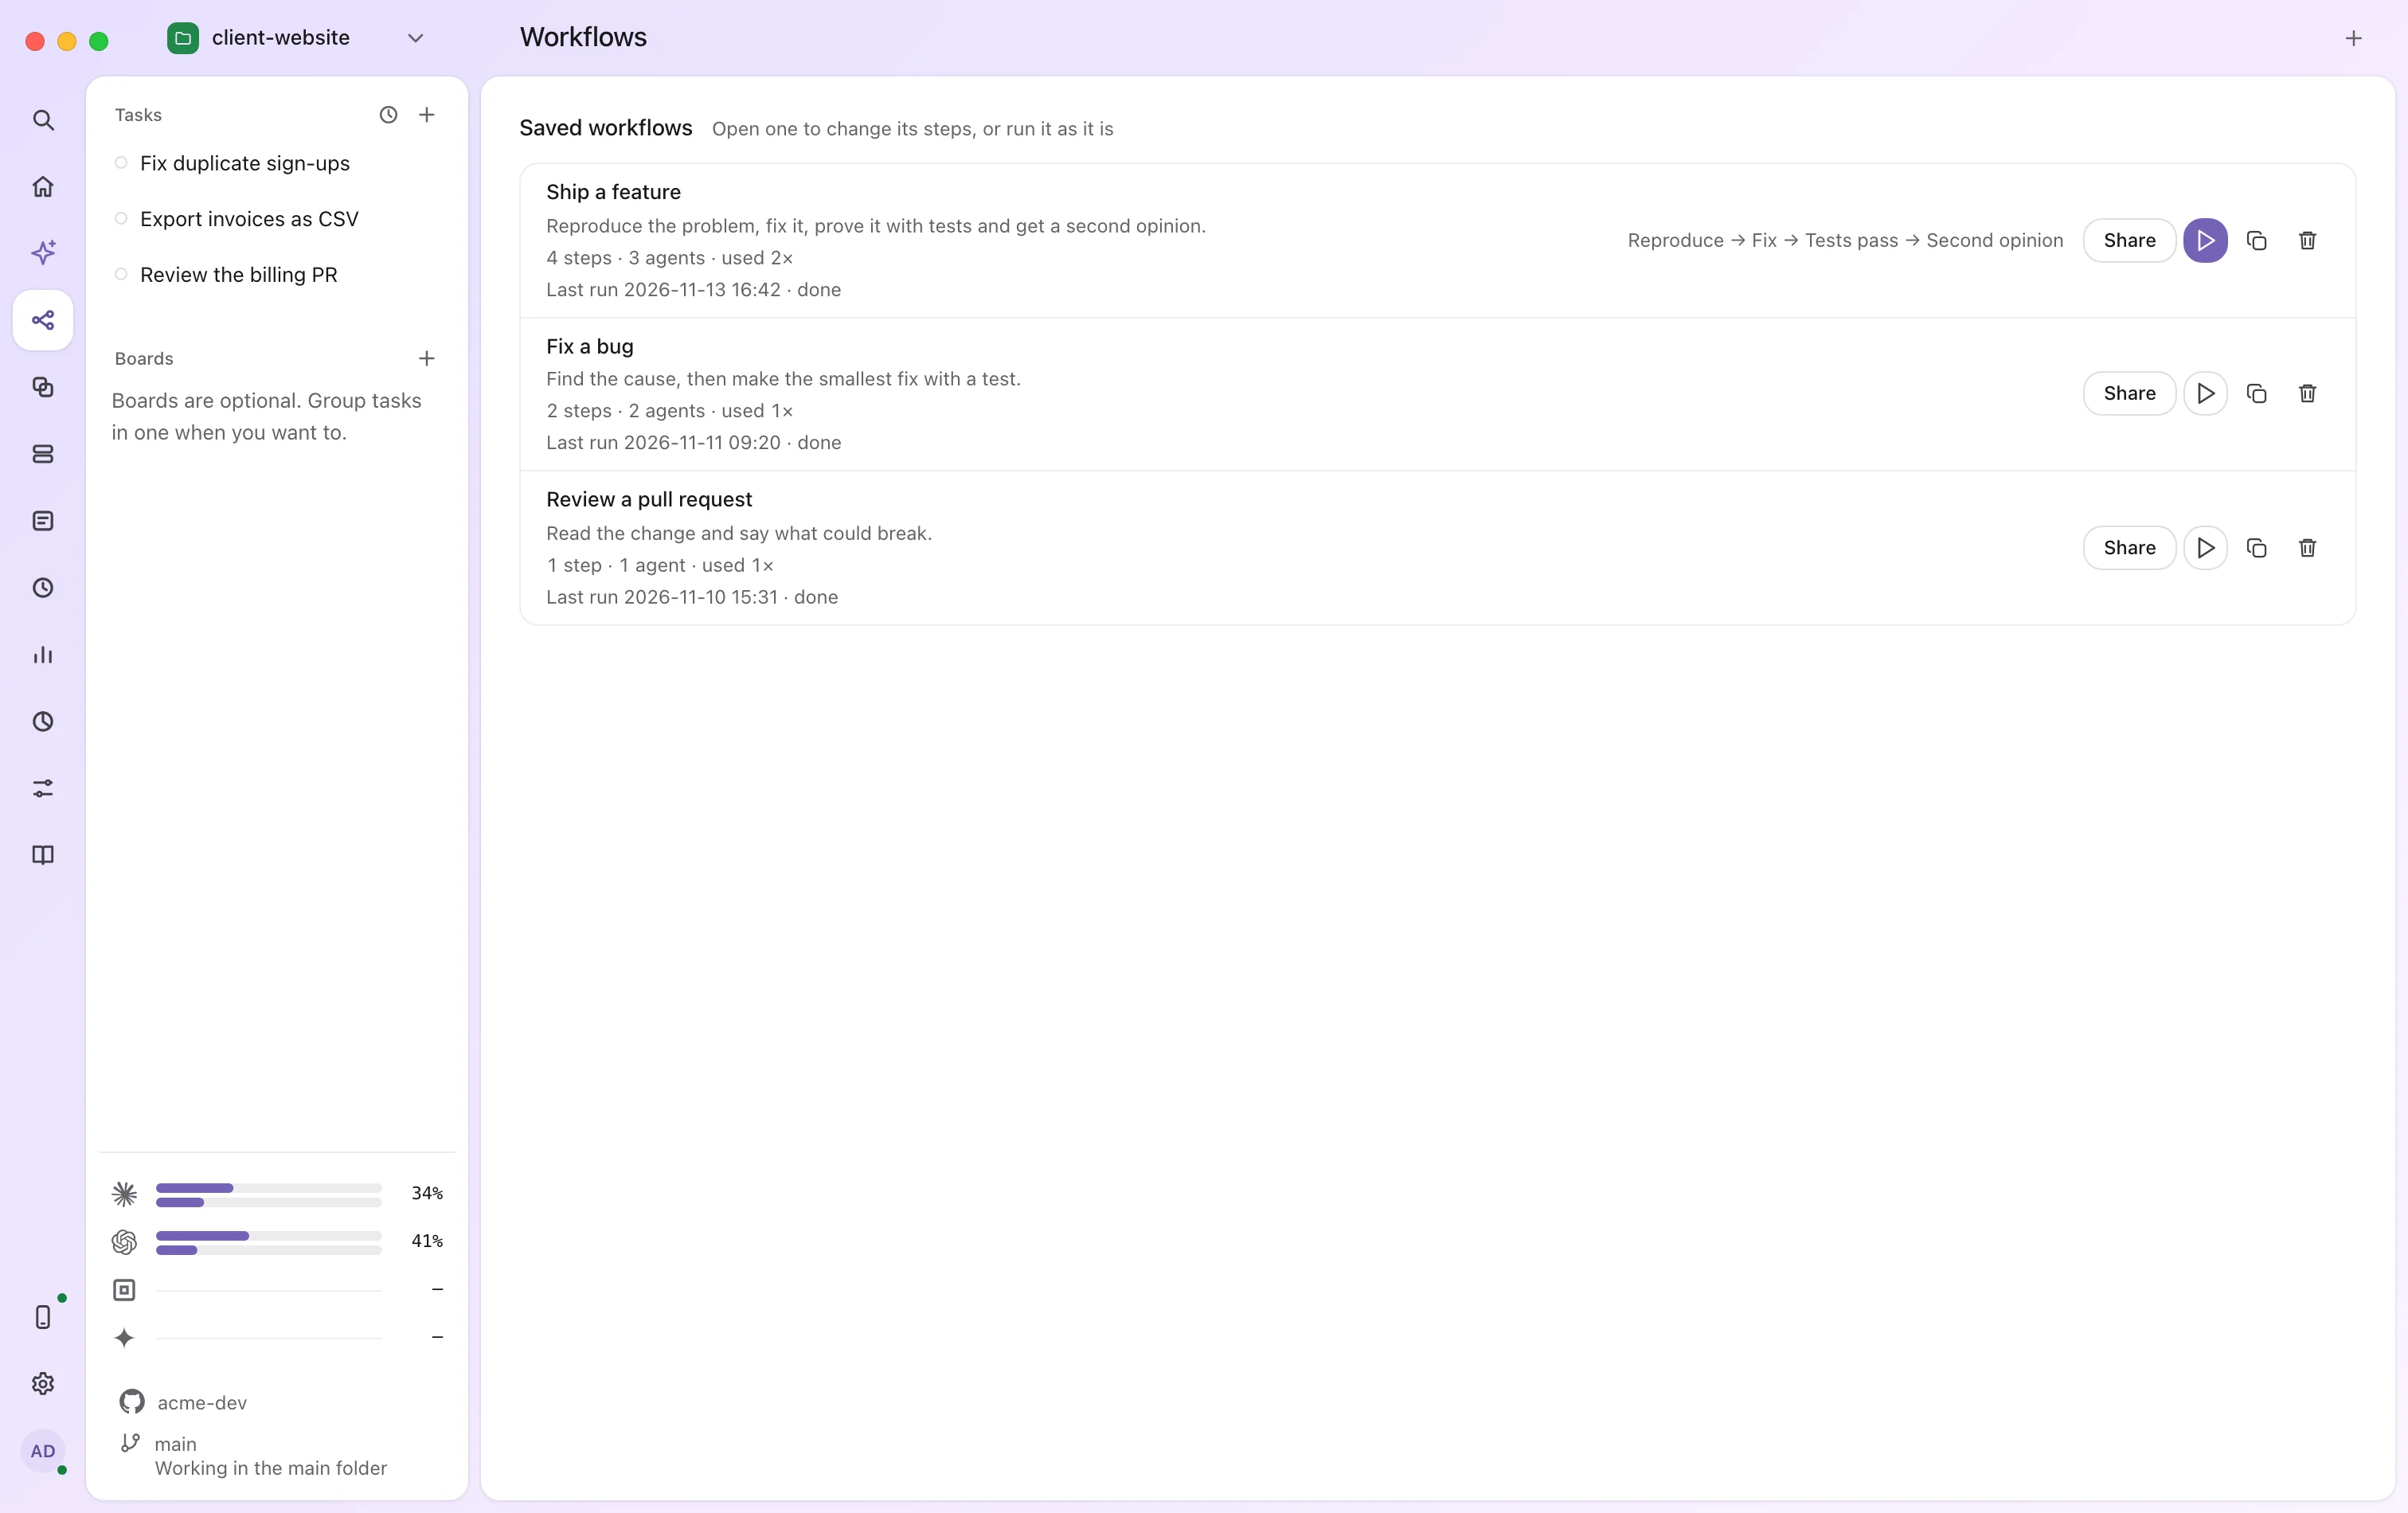 client-website
Workflows
Tasks
Fix duplicate sign-ups
Export invoices as CSV
Review the billing PR
Boards
Boards are optional. Group tasks
in one when you want to.
34%
41%
–
–
acme-dev
main
Working in the main folder
AD
Saved workflows Open one to change its steps, or run it as it is
Ship a feature
Reproduce the problem, fix it, prove it with tests and get a second opinion.
4 steps · 3 agents · used 2×
Last run 2026-11-13 16:42 · done
Reproduce → Fix → Tests pass → Second opinion
Share
Fix a bug
Find the cause, then make the smallest fix with a test.
2 steps · 2 agents · used 1×
Last run 2026-11-11 09:20 · done
Share
Review a pull request
Read the change and say what could break.
1 step · 1 agent · used 1×
Last run 2026-11-10 15:31 · done
Share